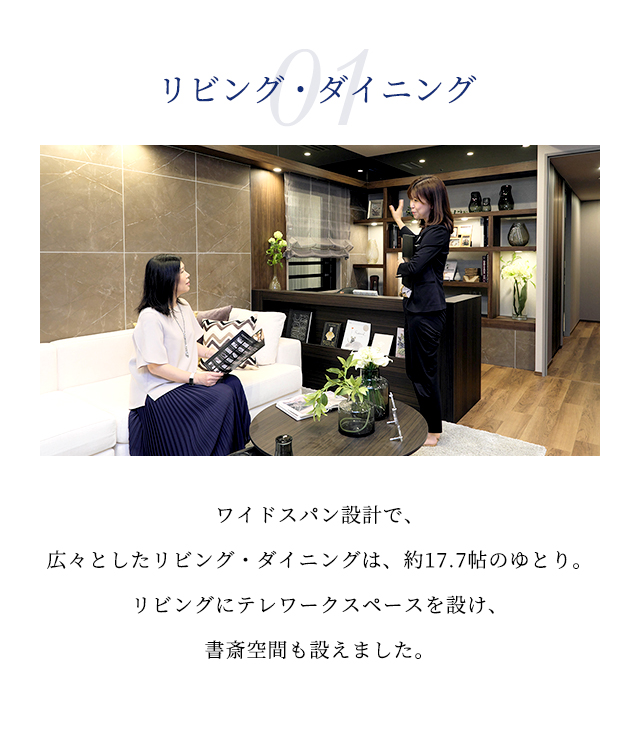 01
リビング・ダイニング
ワイドスパン設計で、
広々としたリビング・ダイニングは、約17.7帖のゆとり。
リビングにテレワークスペースを設け、
書斎空間も設えました。